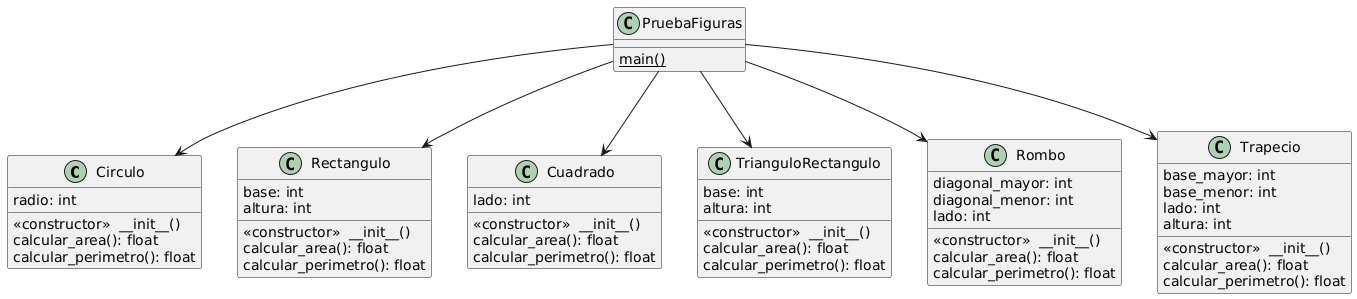 C PruebaFiguras
main()
C Circulo
radio: int
«constructor» __init__()
calcular_area(): float
calcular_perimetro(): float
C Rectangulo
base: int
altura: int
«constructor» __init__()
calcular_area(): float
calcular_perimetro(): float
C Cuadrado
lado: int
«constructor» __init__()
calcular_area(): float
calcular_perimetro(): float
C TrianguloRectangulo
base: int
altura: int
«constructor» __init__()
calcular_area(): float
calcular_perimetro(): float
C Rombo
diagonal_mayor: int
diagonal_menor: int
lado: int
«constructor» __init__()
calcular_area(): float
calcular_perimetro(): float
C Trapecio
base_mayor: int
base_menor: int
lado: int
altura: int
«constructor» __init__()
calcular_area(): float
calcular_perimetro(): float